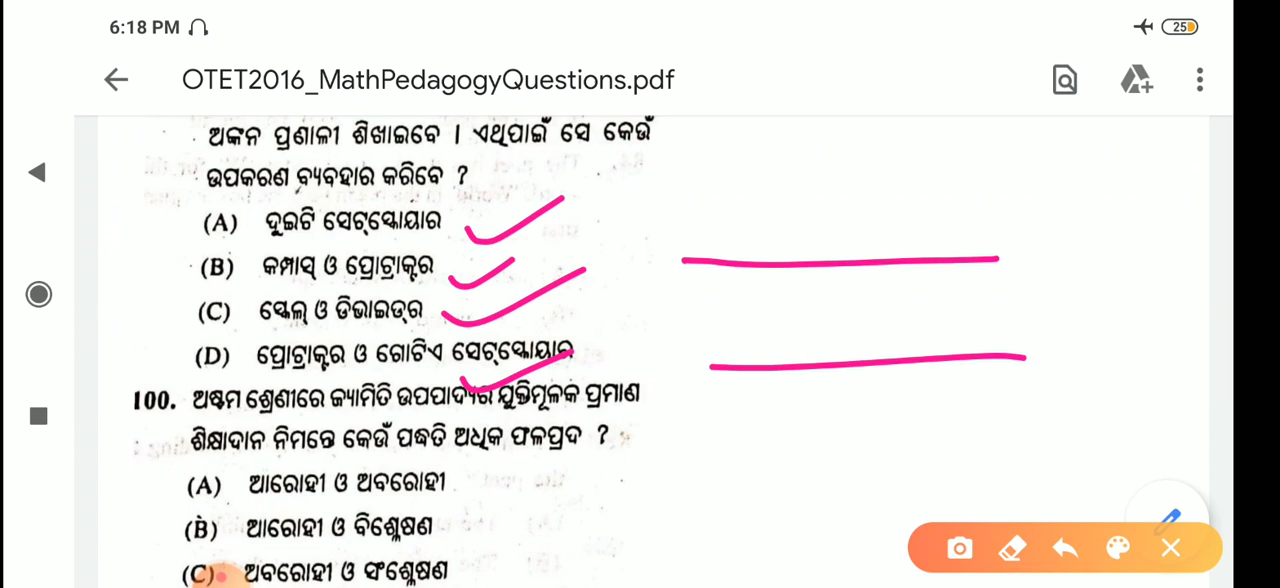 6:18 PM
25
OTET2016_MathPedagogyQuestions.pdf
ଅଙ୍କନ ପ୍ରଣାଳୀ ଶିଖାଇବେ । ଏଥିପାଇଁ ସେ କେଉଁ
ଉପକରଣ ବ୍ୟବହାର କରିବେ ?
(A) ଦୁଇଟି ସେଟ୍‌ସ୍କୋୟାର
(B) କମ୍ପାସ୍ ଓ ପ୍ରୋଟ୍ରାକ୍ଟର
(C) ସ୍କେଲ୍ ଓ ଡିଭାଇଡ୍‌ର
(D) ପ୍ରୋଟ୍ରାକ୍ଟର ଓ ଗୋଟିଏ ସେଟ୍‌ସ୍କୋୟାର
100. ଅଷ୍ଟମ ଶ୍ରେଣୀରେ ଜ୍ୟାମିତି ଉପପାଦ୍ୟର ଯୁକ୍ତିମୂଳକ ପ୍ରମାଣ
ଶିକ୍ଷାଦାନ ନିମନ୍ତେ କେଉଁ ପଦ୍ଧତି ଅଧିକ ଫଳପ୍ରଦ ?
(A) ଆରୋହୀ ଓ ଅବରୋହୀ
(B) ଆରୋହୀ ଓ ବିଶ୍ଳେଷଣ
(C) ଅବରୋହୀ ଓ ସଂଶ୍ଳେଷଣ